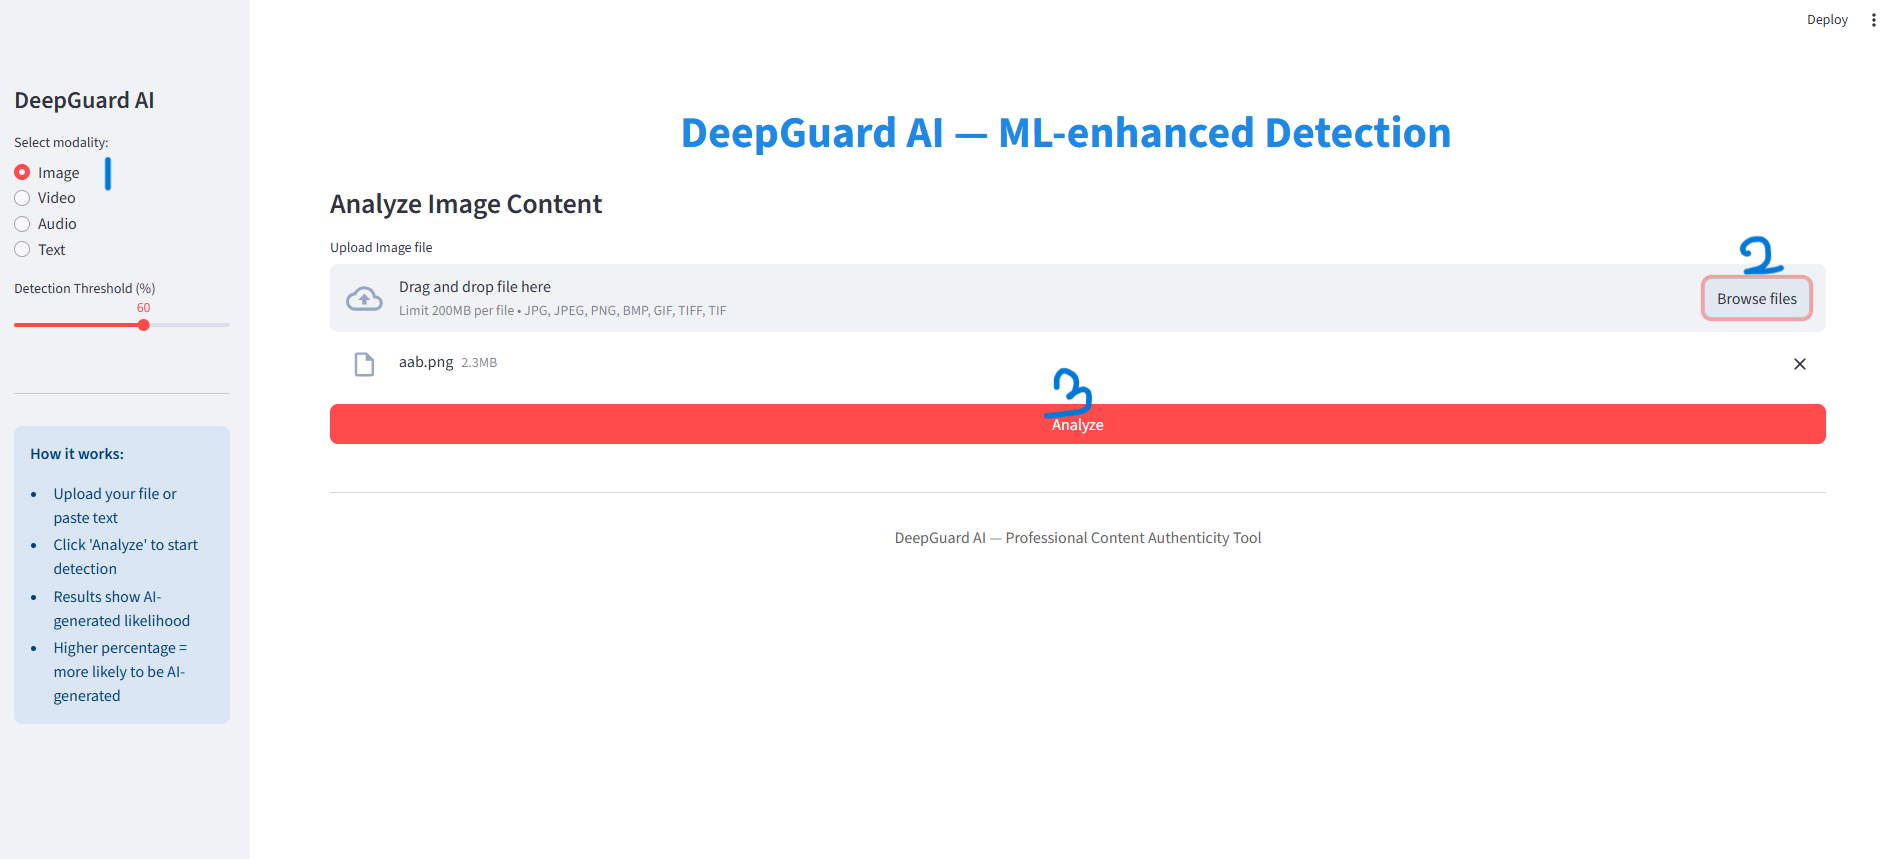 Deploy
DeepGuard AI
Select modality:
Image 1
Video
Audio
Text
Detection Threshold (%)
60
How it works:
• Upload your file or
paste text
• Click 'Analyze' to start
detection
• Results show AI-
generated likelihood
• Higher percentage =
more likely to be AI-
generated
DeepGuard AI — ML-enhanced Detection
Analyze Image Content
Upload Image file
2
Drag and drop file here
Limit 200MB per file • JPG, JPEG, PNG, BMP, GIF, TIFF, TIF
Browse files
aab.png 2.3MB
3
Analyze
DeepGuard AI — Professional Content Authenticity Tool